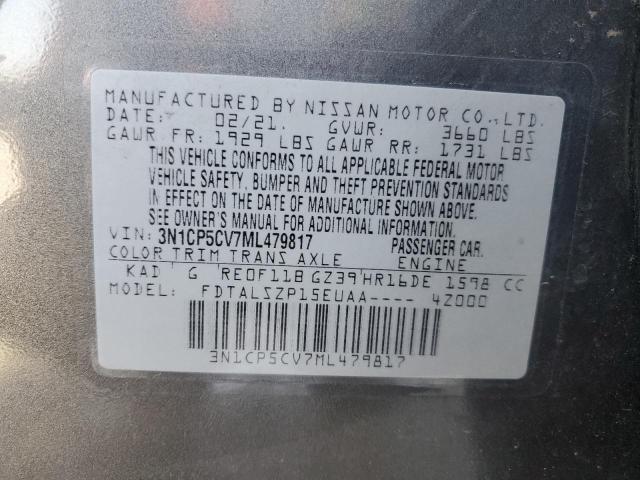 MANUFACTURED BY NISSAN MOTOR CO., LTD.
DATE: 02/21. GVWR: 3660 LBS
GAWR FR: 1929 LBS GAWR RR: 1731 LBS
THIS VEHICLE CONFORMS TO ALL APPLICABLE FEDERAL MOTOR
VEHICLE SAFETY, BUMPER AND THEFT PREVENTION STANDARDS
IN EFFECT ON THE DATE OF MANUFACTURE SHOWN ABOVE.
SEE OWNER'S MANUAL FOR ADDITIONAL INFORMATION.
VIN: 3N1CP5CV7ML479817 PASSENGER CAR.
COLOR TRIM TRANS AXLE ENGINE
KAD G RE0F11B GZ39 HR16DE 1598 CC
MODEL: FDTALSZP15EUAA---- 4Z000
3N1CP5CV7ML479817